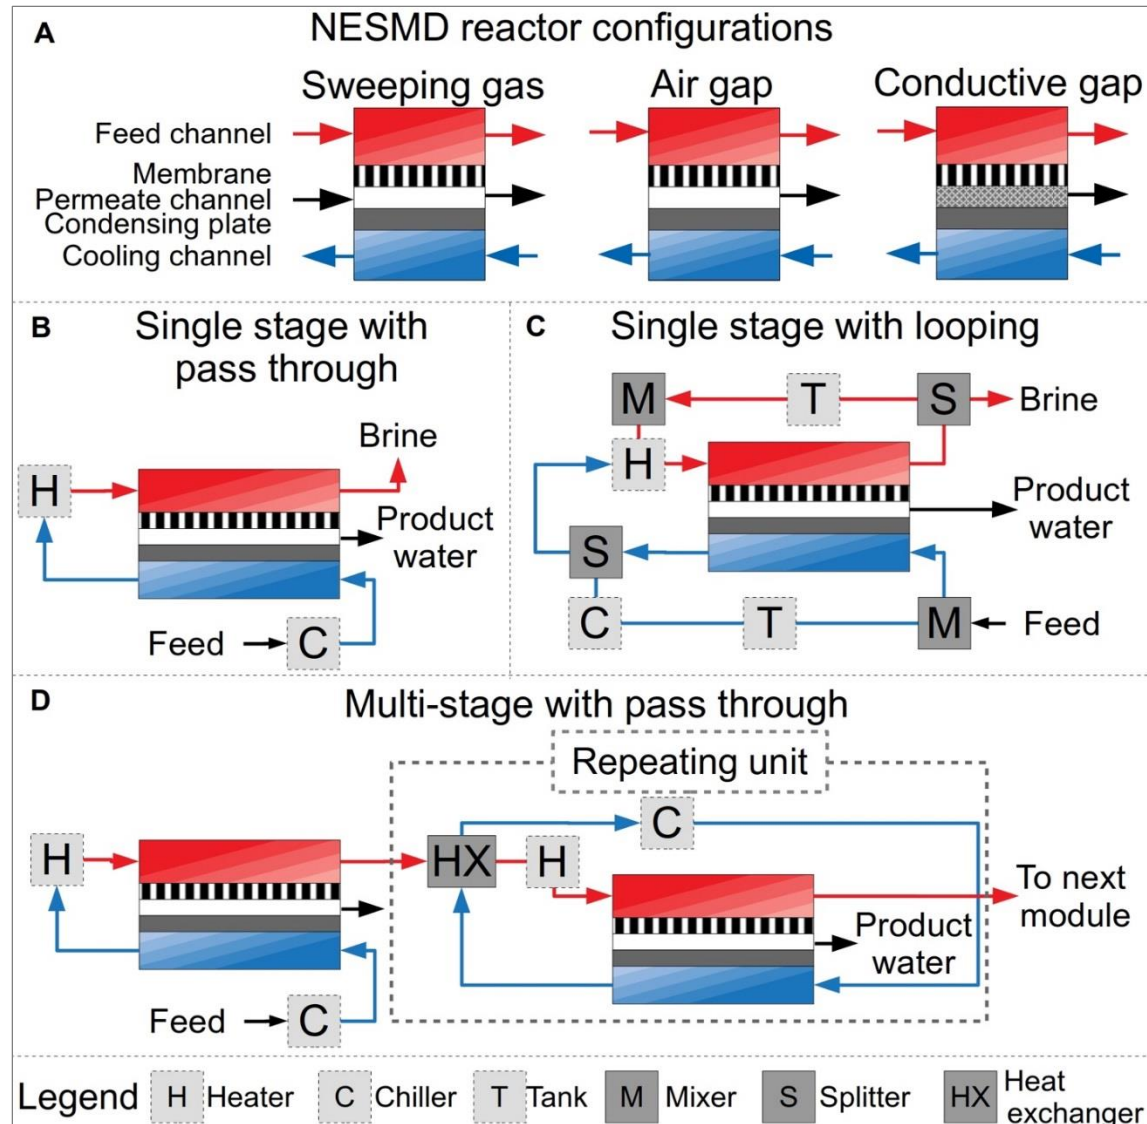 A
NESMD reactor configurations
Sweeping gas
Air gap
Conductive gap
Feed channel
Membrane
Permeate channel
Condensing plate
Cooling channel
B
Single stage with
pass through
H
Brine
Product
water
Feed
C
C
Single stage with looping
M
T
S
Brine
H
Product
water
S
C
T
M
Feed
D
Multi-stage with pass through
Repeating unit
H
Feed
C
HX
H
C
Product
water
To next
module
Legend
H Heater
C Chiller
T Tank
M Mixer
S Splitter
HX Heat
exchanger